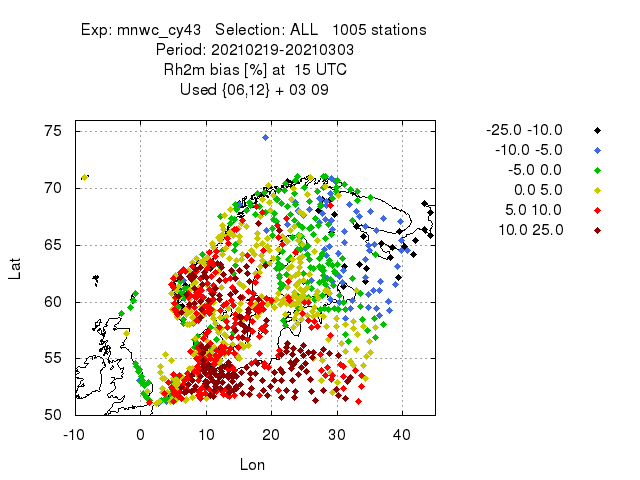 Exp: mnwc_cy43   Selection: ALL   1005 stations
Period: 20210219-20210303
Rh2m bias [%] at  15 UTC
Used {06,12} + 03 09
-25.0 -10.0
-10.0 -5.0
-5.0 0.0
0.0 5.0
5.0 10.0
10.0 25.0
75
70
65
60
55
50
Lat
-10 0 10 20 30 40
Lon